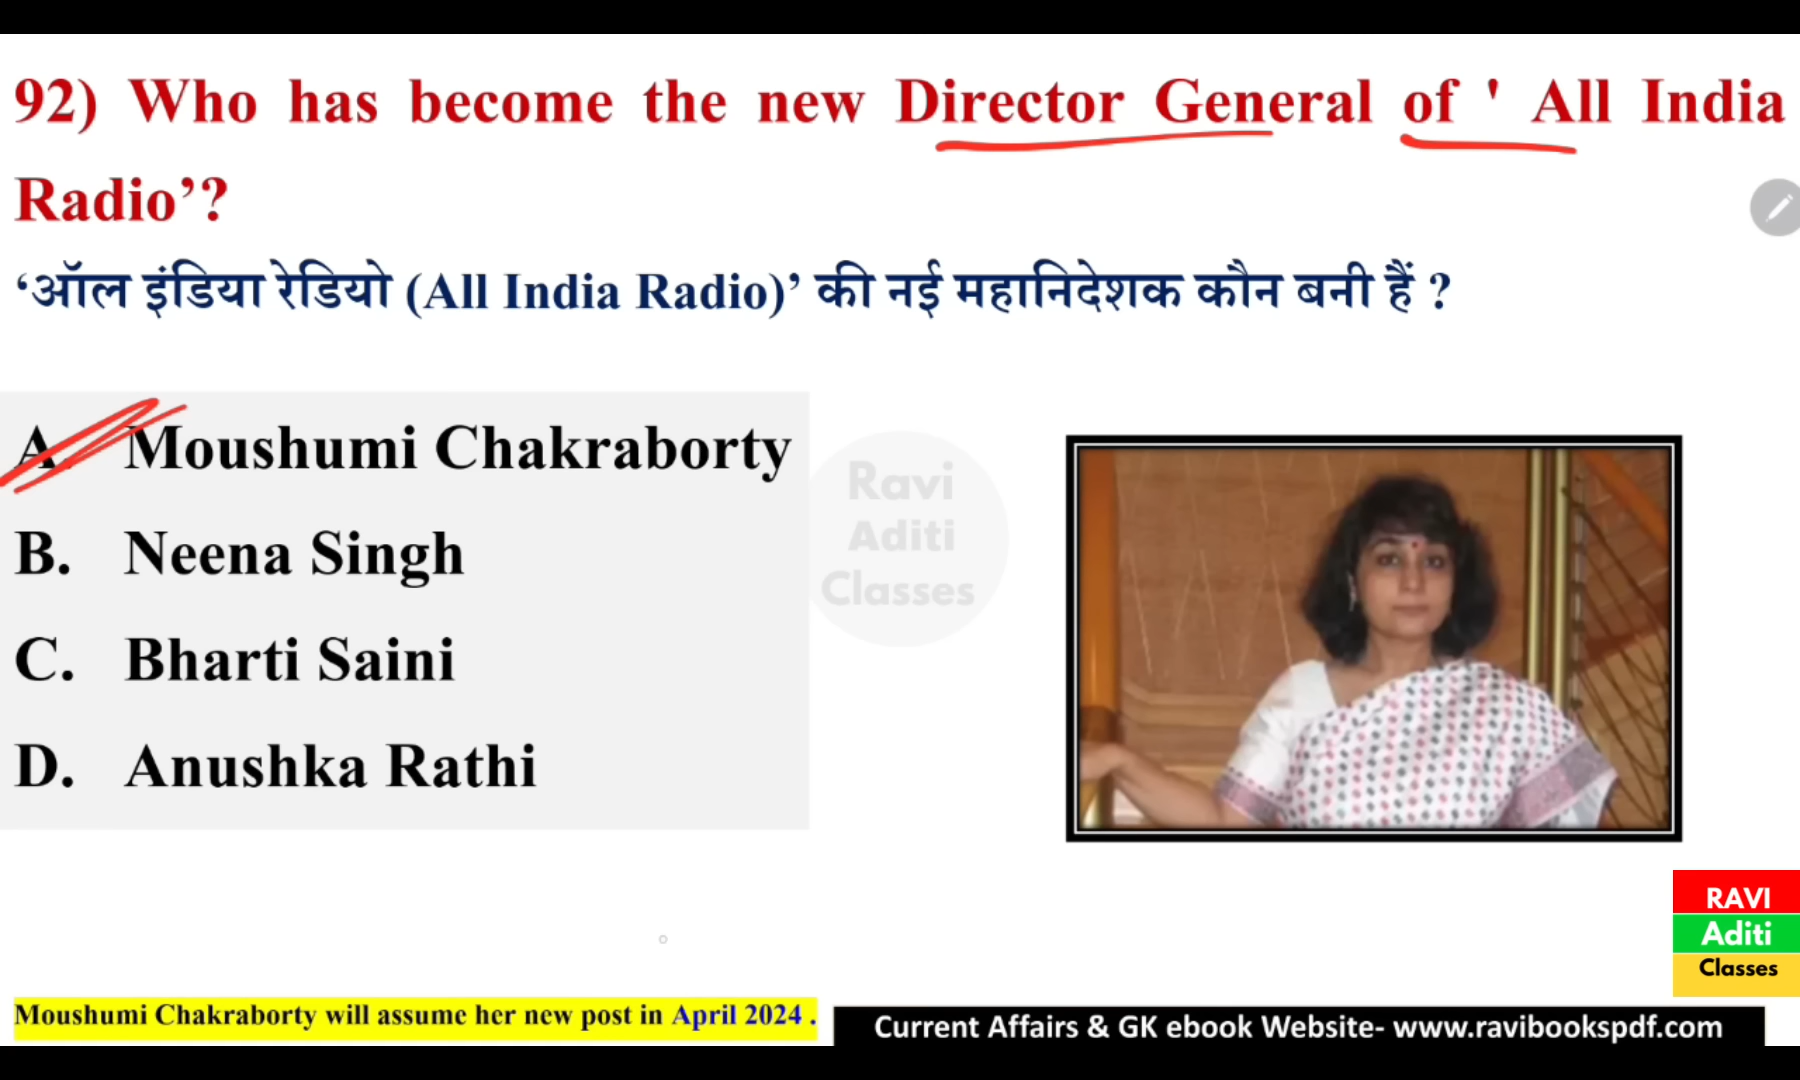 92) Who has become the new Director General of ' All India
Radio’?
‘ऑल इंडिया रेडियो (All India Radio)’ की नई महानिदेशक कौन बनी हैं ?
A. Moushumi Chakraborty
B. Neena Singh
C. Bharti Saini
D. Anushka Rathi
Ravi
Aditi
Classes
RAVI
Aditi
Classes
Moushumi Chakraborty will assume her new post in April 2024 .
Current Affairs & GK ebook Website- www.ravibookspdf.com